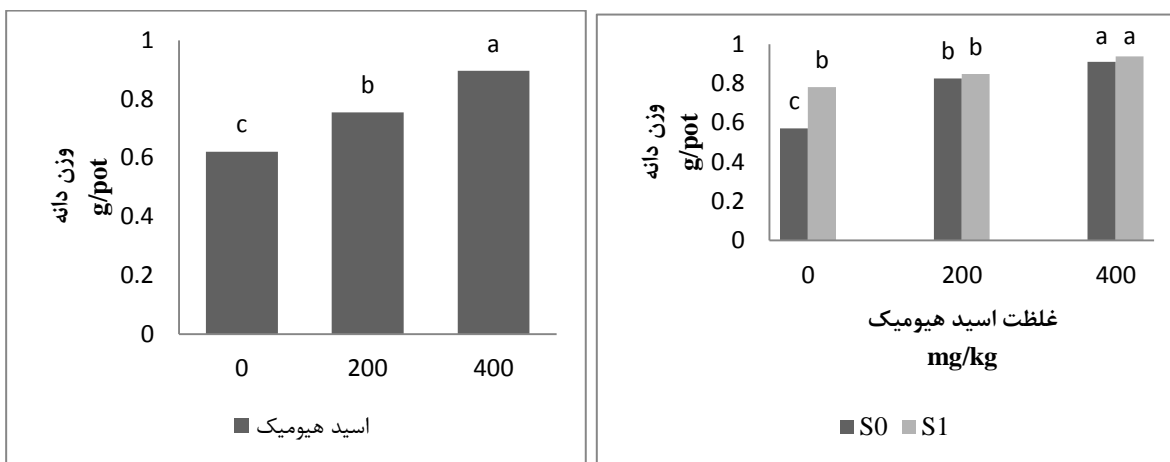 وزن دانه
g/pot
1
0.8
0.6
0.4
0.2
0
c
b
a
0 200 400
اسید هیومیک
وزن دانه
g/pot
1
0.8
0.6
0.4
0.2
0
c b b b a a
0 200 400
غلظت اسید هیومیک
mg/kg
S0 S1